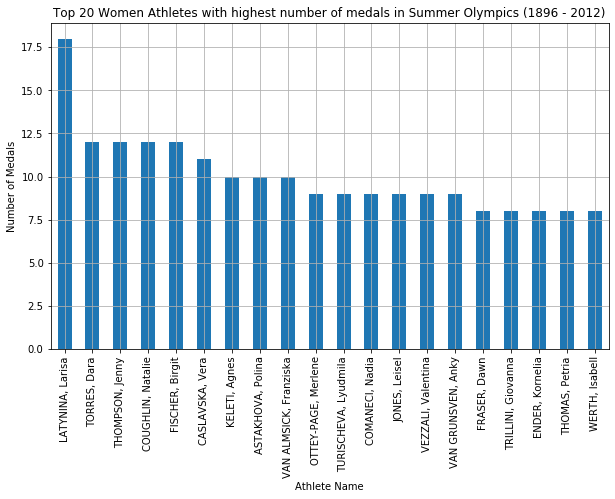 Top 20 Women Athletes with highest number of medals in Summer Olympics (1896 - 2012)
17.5
15.0
12.5
10.0
7.5
5.0
2.5
0.0
Number of Medals
LATYNINA, Larisa
TORRES, Dara
THOMPSON, Jenny
COUGHLIN, Natalie
FISCHER, Birgit
CASLAVSKA, Vera
KELETI, Agnes
ASTAKHOVA, Polina
VAN ALMSICK, Franziska
OTTEY-PAGE, Merlene
TURISCHEVA, Lyudmila
COMANECI, Nadia
JONES, Leisel
VEZZALI, Valentina
VAN GRUNSVEN, Anky
FRASER, Dawn
TRILLINI, Giovanna
ENDER, Kornelia
THOMAS, Petria
WERTH, Isabell
Athlete Name